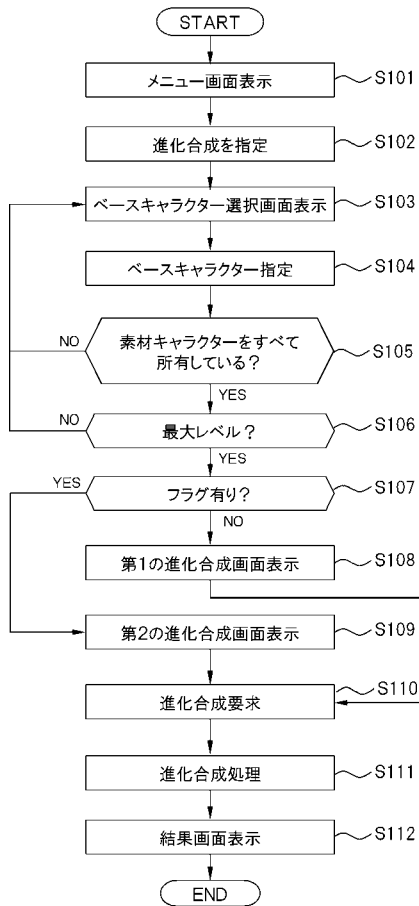 START
メニュー画面表示
S101
進化合成を指定
S102
ベースキャラクター選択画面表示
S103
ベースキャラクター指定
S104
NO
素材キャラクターをすべて
所有している?
S105
YES
NO
最大レベル?
S106
YES
YES
フラグ有り?
S107
NO
第1の進化合成画面表示
S108
第2の進化合成画面表示
S109
進化合成要求
S110
進化合成処理
S111
結果画面表示
S112
END